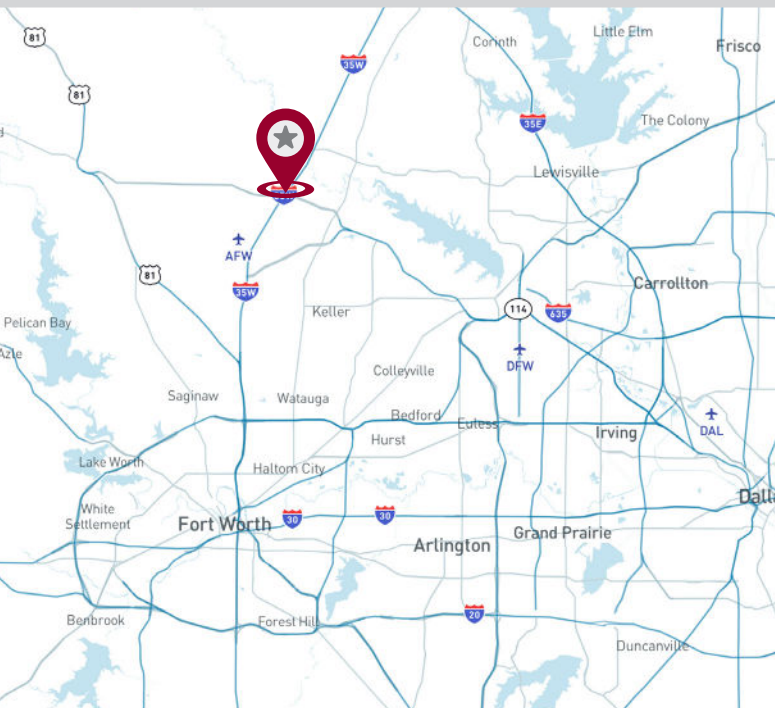 81
Little Elm
Corinth
Frisco
35W
81
The Colony
35E
Lewisville
AFW
81
Carrollton
35W
114
635
Keller
Pelican Bay
Azle
DFW
Colleyville
Saginaw
Watauga
Bedford
DAL
Euless
Irving
Hurst
Lake Worth
Haltom City
White
Settlement
30
30
Fort Worth
Grand Prairie
Arlington
20
Benbrook
Forest Hill
Duncanville